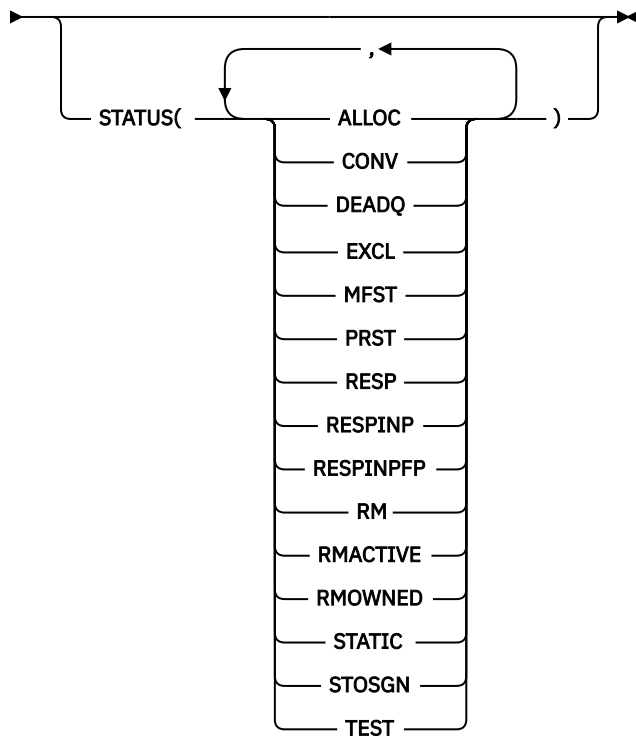 ,
STATUS( ALLOC )
CONV
DEADQ
EXCL
MFST
PRST
RESP
RESPINP
RESPINPFP
RM
RMACTIVE
RMOWNED
STATIC
STOSGN
TEST